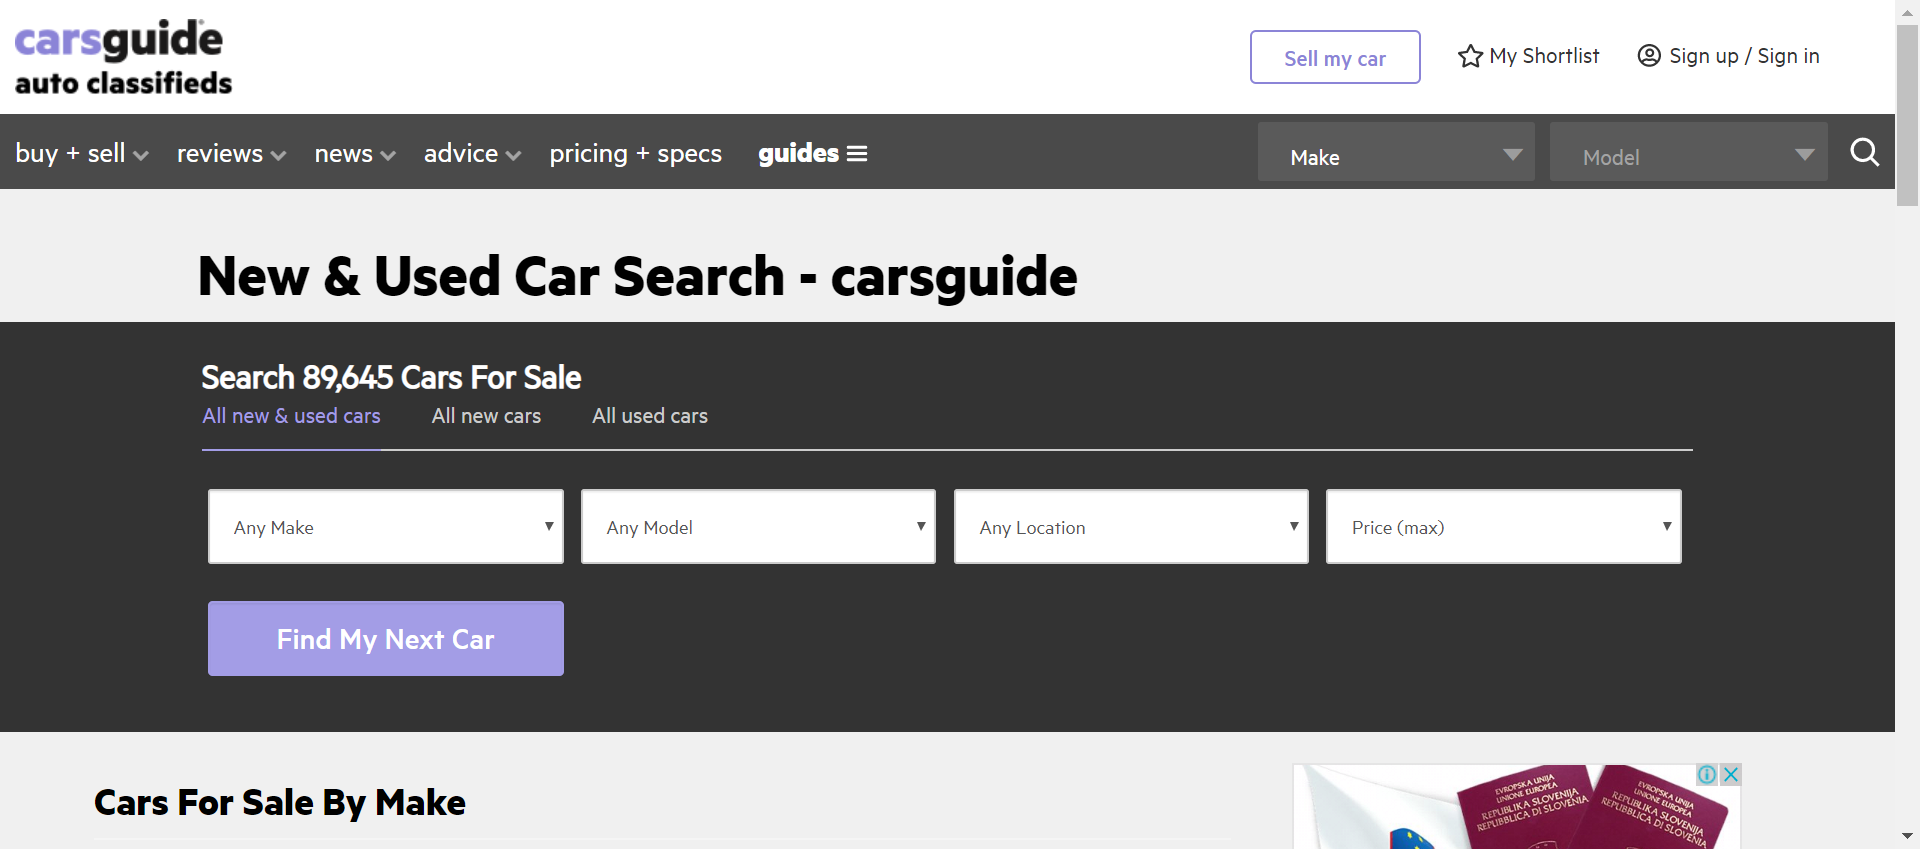 carsguide
auto classifieds
Sell my car
My Shortlist
Sign up / Sign in
buy + sell
reviews
news
advice
pricing + specs
guides
Make
Model
New & Used Car Search - carsguide
Search 89,645 Cars For Sale
All new & used cars
All new cars
All used cars
Any Make
Any Model
Any Location
Price (max)
Find My Next Car
Cars For Sale By Make
EVROPSKA UNIJA
UNIONE EUROPEA
REPUBLIKA SLOVENIJA
REPUBBLICA DI SLOVENIA
EVROPSKA UNIJA
UNIONE EUROPEA
REPUBLIKA SLOVENIJA
REPUBBLICA DI SLOVENIA